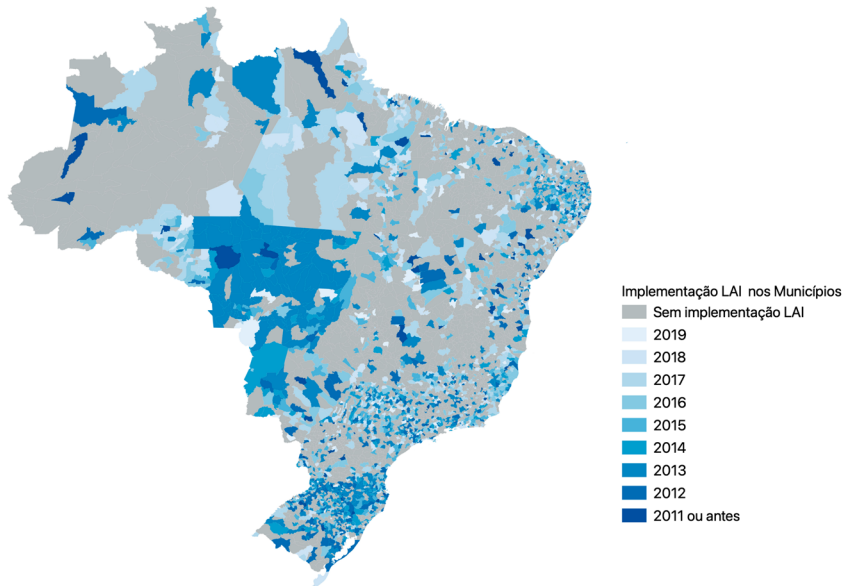 Implementação LAI nos Municípios
Sem implementação LAI
2019
2018
2017
2016
2015
2014
2013
2012
2011 ou antes